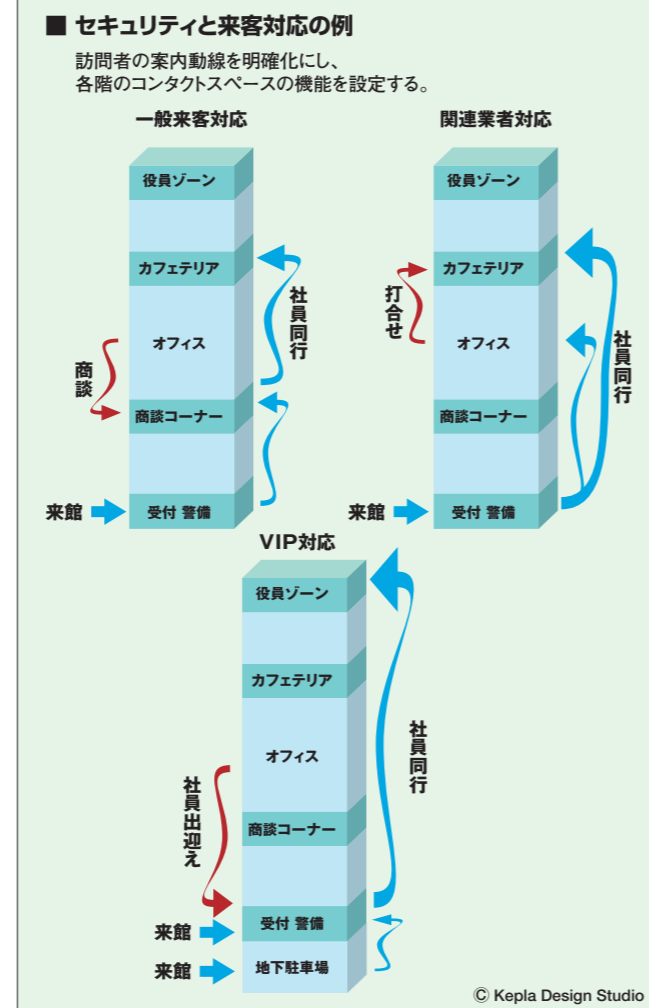 ■ セキュリティと来客対応の例
訪問者の案内動線を明確化にし、
各階のコンタクトスペースの機能を設定する。
一般来客対応
役員ゾーン
カフェテリア
社員同行
オフィス
商談
商談コーナー
来館
受付 警備
関連業者対応
役員ゾーン
カフェテリア
打合せ
オフィス
社員同行
商談コーナー
来館
受付 警備
VIP対応
役員ゾーン
カフェテリア
オフィス
社員同行
社員出迎え
商談コーナー
受付 警備
来館
来館
地下駐車場
© Kepla Design Studio